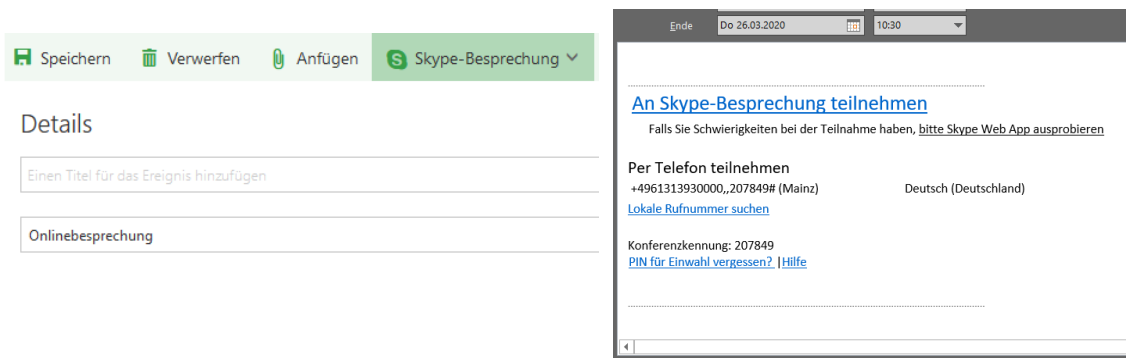 Speichern Verwerfen Anfügen Skype-Besprechung
Details
Einen Titel für das Ereignis hinzufügen
Onlinebesprechung
Ende Do 26.03.2020 10:30
An Skype-Besprechung teilnehmen
Falls Sie Schwierigkeiten bei der Teilnahme haben, bitte Skype Web App ausprobieren
Per Telefon teilnehmen
+4961313930000,,207849# (Mainz) Deutsch (Deutschland)
Lokale Rufnummer suchen
Konferenzkennung: 207849
PIN für Einwahl vergessen? |Hilfe